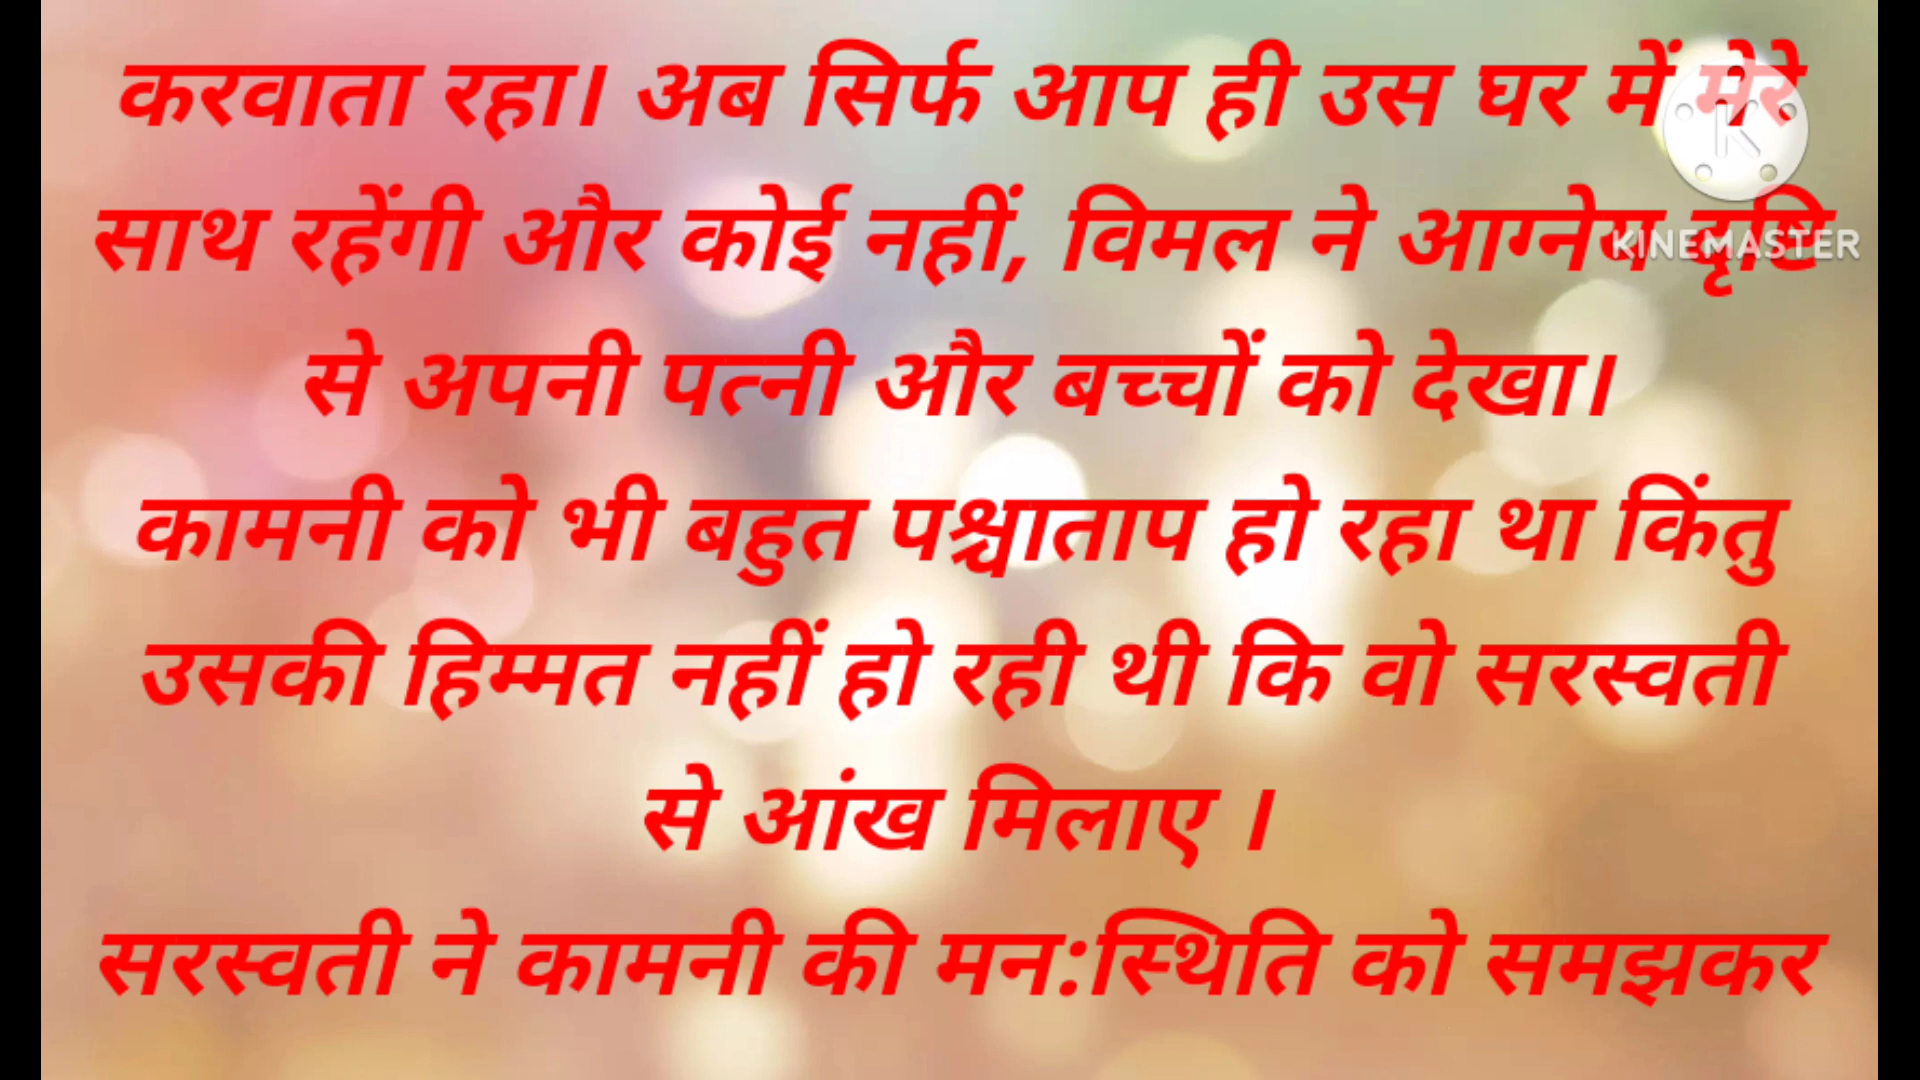 करवाता रहा। अब सिर्फ आप ही उस घर में मेरे
साथ रहेंगी और कोई नहीं, विमल ने आग्नेय दृष्टि
से अपनी पत्नी और बच्चों को देखा।
कामनी को भी बहुत पश्चाताप हो रहा था किंतु
उसकी हिम्मत नहीं हो रही थी कि वो सरस्वती
से आंख मिलाए ।
सरस्वती ने कामनी की मन:स्थिति को समझकर
K
KINEMASTER